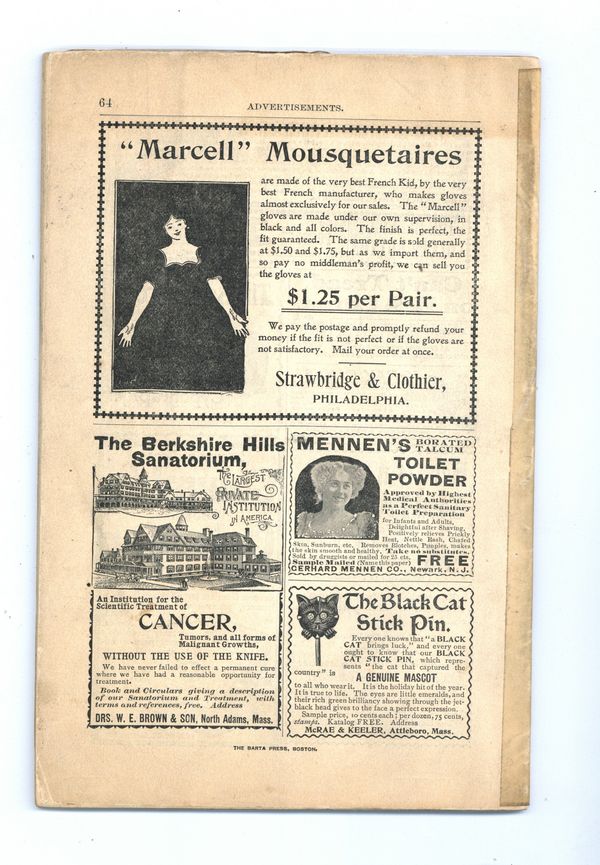 64
ADVERTISEMENTS.
"Marcell" Mousquetaires
are made of the very best French Kid, by the very
best French manufacturer, who makes gloves
almost exclusively for our sales. The "Marcell"
gloves are made under our own supervision, in
black and all colors. The finish is perfect, the
fit guaranteed. The same grade is sold generally
at $1.50 and $1.75, but as we import them, and
so pay no middleman's profit, we can sell you
the gloves at
$1.25 per Pair.
We pay the postage and promptly refund your
money if the fit is not perfect or if the gloves are
not satisfactory. Mail your order at once.
Strawbridge & Clothier,
PHILADELPHIA.
The Berkshire Hills
Sanatorium,
The LARGEST
PRIVATE
INSTITUTION
IN AMERICA
An Institution for the
Scientific Treatment of
CANCER,
Tumors, and all forms of
Malignant Growths,
WITHOUT THE USE OF THE KNIFE.
We have never failed to effect a permanent cure
where we have had a reasonable opportunity for
treatment.
Book and Circulars giving a description
of our Sanatorium and Treatment, with
terms and references, free. Address
DRS. W. E. BROWN & SON, North Adams, Mass.
MENNEN'S BORATED
TALCUM
TOILET
POWDER
Approved by Highest
Medical Authorities
as a Perfect Sanitary
Toilet Preparation
for Infants and Adults,
Delightful after Shaving,
Positively relieves Prickly
Heat, Nettle Rash, Chafed
Skin, Sunburn, etc. Removes Blotches, Pimples, makes
the skin smooth and healthy. Take no substitutes.
Sold by druggists or mailed for 25 cts.
Sample Mailed (Name this paper) FREE
GERHARD MENNEN CO., Newark, N. J.
The Black Cat
Stick Pin.
Every one knows that "a BLACK
CAT brings luck," and every one
ought to know that our BLACK
CAT STICK PIN, which repre-
sents "the cat that captured the
country" is A GENUINE MASCOT
to all who wear it. It is the holiday hit of the year.
It is true to life. The eyes are little emeralds, and
their rich green brilliancy showing through the jet-
black head gives to the face a perfect expression.
Sample price, 10 cents each; per dozen, 75 cents,
stamps. Katalog FREE. Address
McRAE & KEELER, Attleboro, Mass.
THE BARTA PRESS, BOSTON.